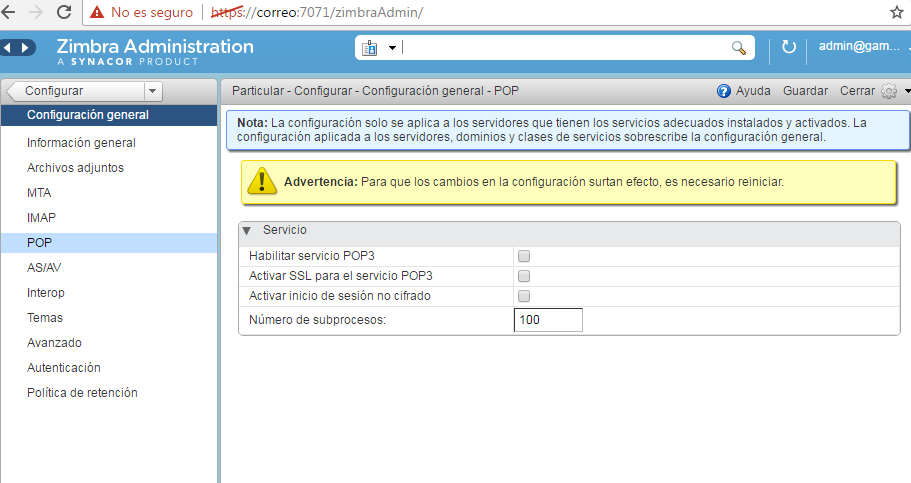 No es seguro https://correo:7071/zimbraAdmin/
Zimbra Administration
A SYNACOR PRODUCT
admin@gam...
Configurar
Particular - Configurar - Configuración general - POP
Ayuda Guardar Cerrar
Configuración general
Información general
Archivos adjuntos
MTA
IMAP
POP
AS/AV
Interop
Temas
Avanzado
Autenticación
Política de retención
Nota: La configuración solo se aplica a los servidores que tienen los servicios adecuados instalados y activados. La
configuración aplicada a los servidores, dominios y clases de servicios sobrescribe la configuración general.
Advertencia: Para que los cambios en la configuración surtan efecto, es necesario reiniciar.
Servicio
Habilitar servicio POP3
Activar SSL para el servicio POP3
Activar inicio de sesión no cifrado
Número de subprocesos: 100